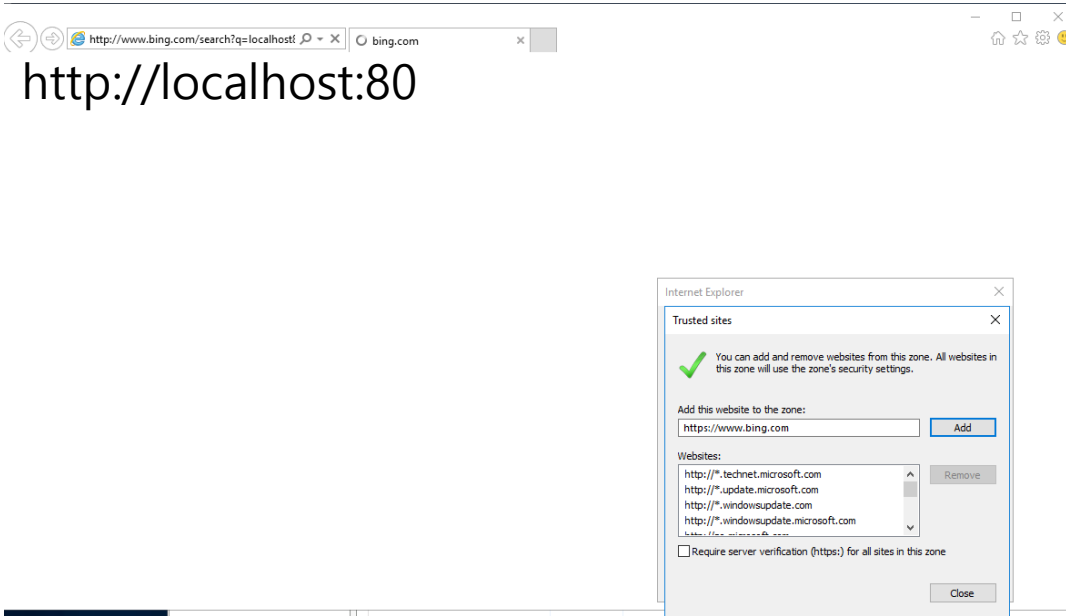 http://www.bing.com/search?q=localhost
bing.com
http://localhost:80
Internet Explorer
Trusted sites
You can add and remove websites from this zone. All websites in
this zone will use the zone's security settings.
Add this website to the zone:
https://www.bing.com
Add
Websites:
http://*.technet.microsoft.com
http://*.update.microsoft.com
http://*.windowsupdate.com
http://*.windowsupdate.microsoft.com
Remove
Require server verification (https:) for all sites in this zone
Close